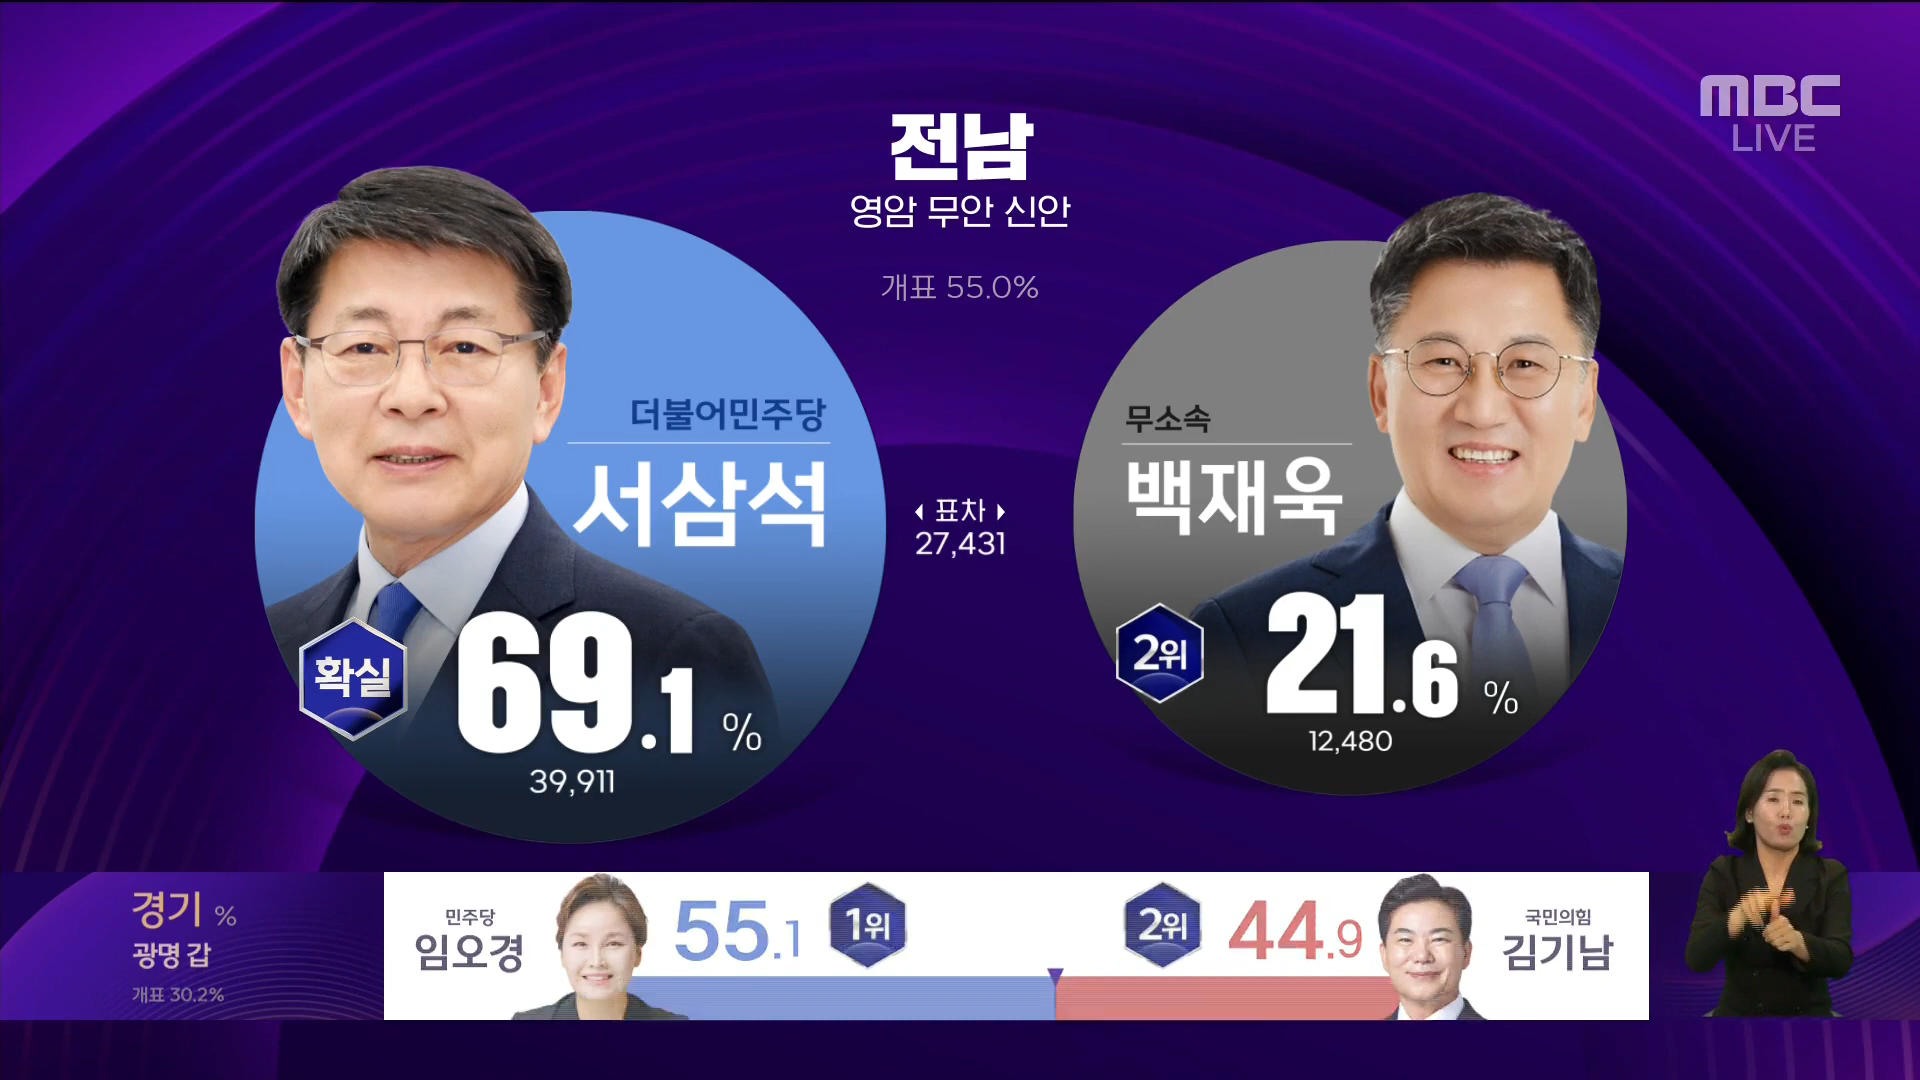 MBC
LIVE
전남
영암 무안 신안
개표 55.0%
더불어민주당
서삼석
확실
69.1 %
39,911
표차
27,431
무소속
백재욱
2위
21.6 %
12,480
경기 %
광명 갑
개표 30.2%
민주당
임오경
55.1
1위
2위
44.9
국민의힘
김기남